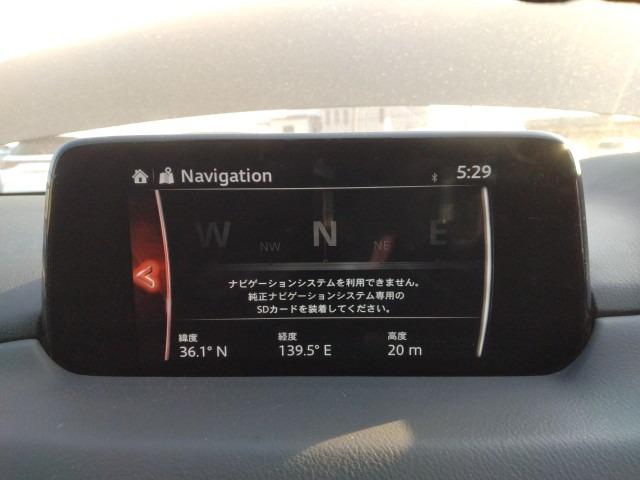 Navigation 5:29
W NW N NE E
ナビゲーションシステムを利用できません。
純正ナビゲーションシステム専用の
SDカードを装着してください。
緯度 経度 高度
36.1° N 139.5° E 20 m